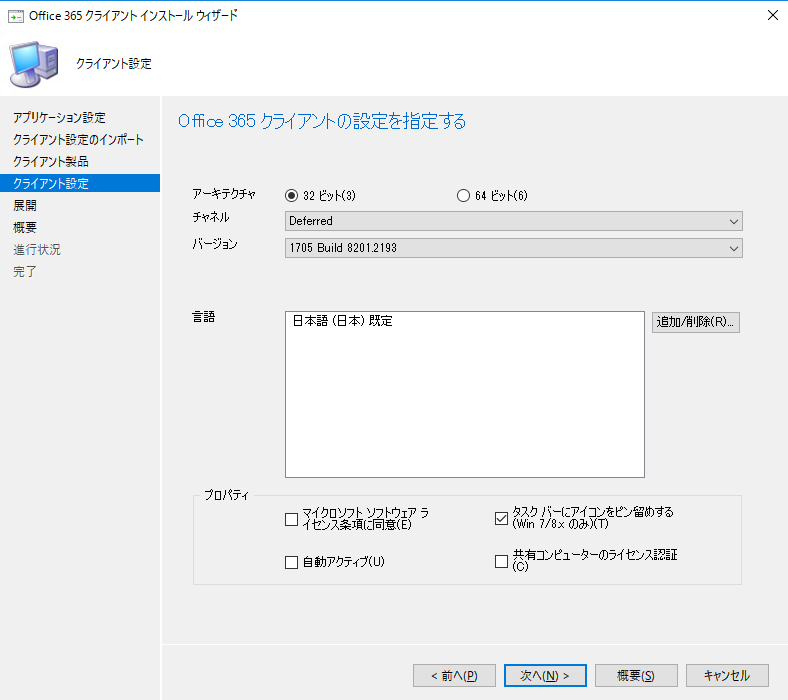 Office 365 クライアント インストール ウィザード
クライアント設定
アプリケーション設定
クライアント設定のインポート
クライアント製品
クライアント設定
展開
概要
進行状況
完了
Office 365 クライアントの設定を指定する
アーキテクチャ
32 ビット(3)
64 ビット(6)
チャネル
Deferred
バージョン
1705 Build 8201.2193
言語
日本語 (日本) 既定
追加/削除(R)...
プロパティ
マイクロソフト ソフトウェア ラ
イセンス条項に同意(E)
タスク バーにアイコンをピン留めする
(Win 7/8.x のみ)(T)
自動アクティブ(U)
共有コンピューターのライセンス認証
(C)
< 前へ(P)
次へ(N) >
概要(S)
キャンセル